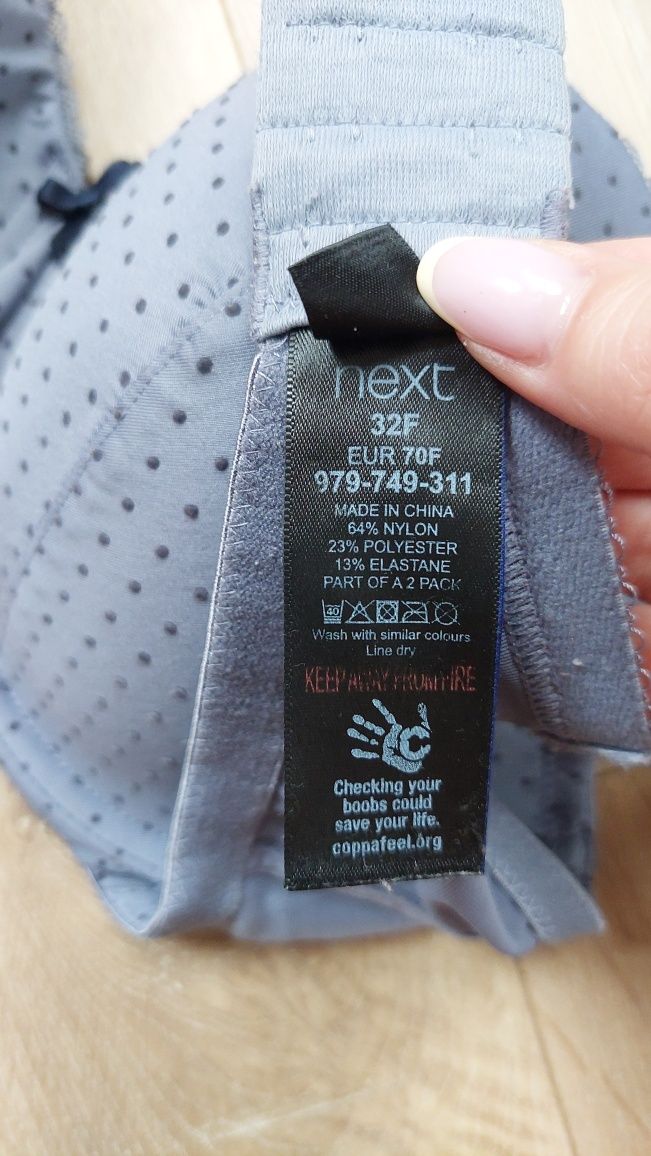 next
32F
EUR 70F
979-749-311
MADE IN CHINA
64% NYLON
23% POLYESTER
13% ELASTANE
PART OF A 2 PACK
40
Wash with similar colours
Line dry
KEEP AWAY FROM FIRE
C
Checking your
boobs could
save your life.
coppafeel.org